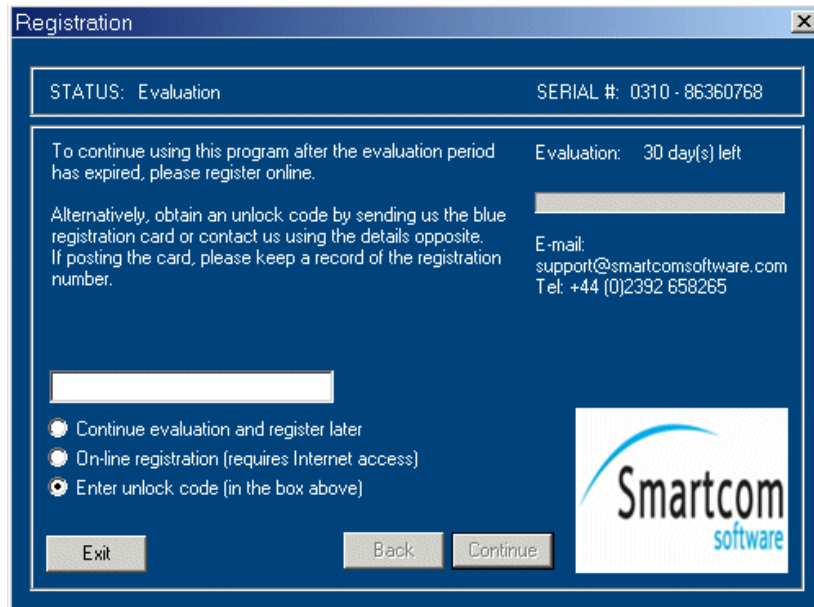 Registration
STATUS: Evaluation
SERIAL #: 0310 - 86360768
To continue using this program after the evaluation period
has expired, please register online.
Alternatively, obtain an unlock code by sending us the blue
registration card or contact us using the details opposite.
If posting the card, please keep a record of the registration
number.
Evaluation: 30 day(s) left
E-mail:
support@smartcomsoftware.com
Tel: +44 (0)2392 658265
Continue evaluation and register later
On-line registration (requires Internet access)
Enter unlock code (in the box above)
Exit
Back
Continue
Smartcom
software